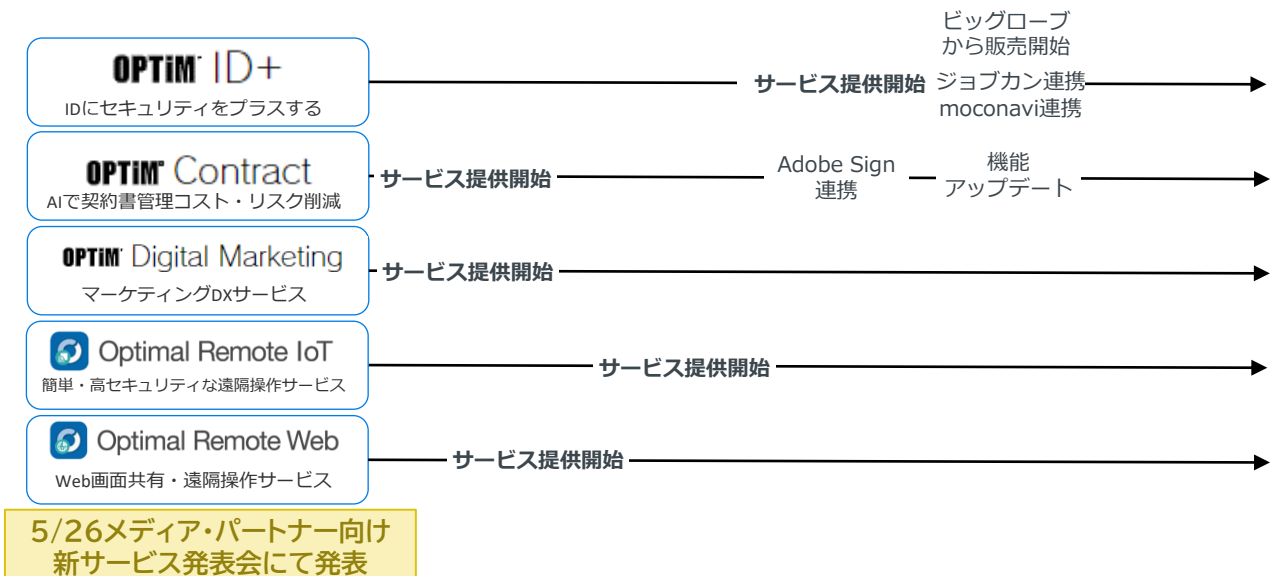 ビッグローブ
から販売開始
OPTiM ID+
IDにセキュリティをプラスする
サービス提供開始
ジョブカン連携
moconavi連携
OPTiM Contract
AIで契約書管理コスト・リスク削減
サービス提供開始
Adobe Sign
連携
機能
アップデート
OPTiM Digital Marketing
マーケティングDXサービス
サービス提供開始
Optimal Remote IoT
簡単・高セキュリティな遠隔操作サービス
サービス提供開始
Optimal Remote Web
Web画面共有・遠隔操作サービス
サービス提供開始
5/26メディア・パートナー向け
新サービス発表会にて発表